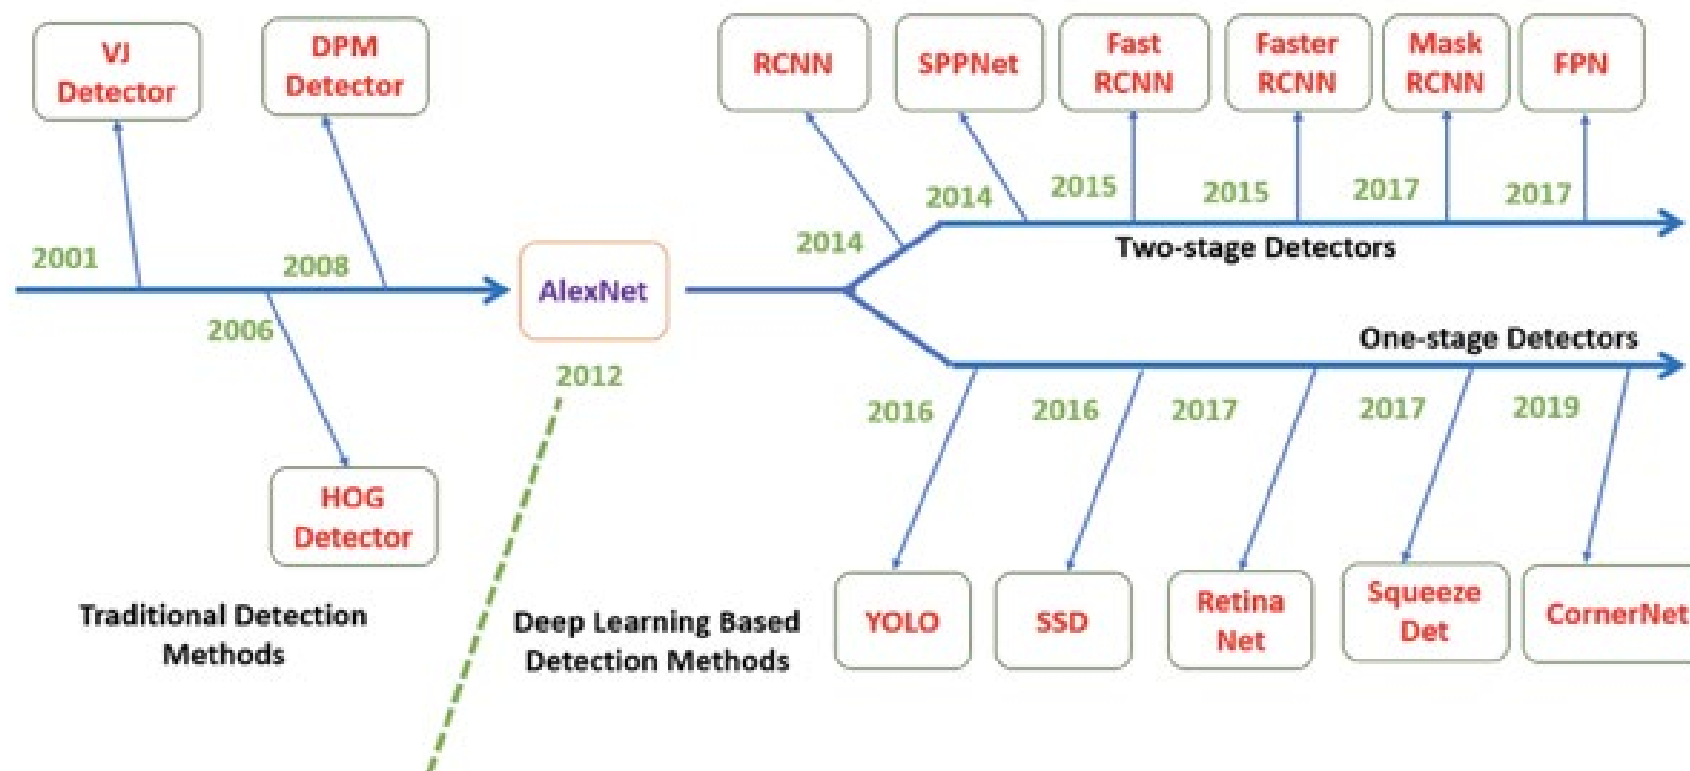 VJ
Detector
DPM
Detector
RCNN
SPPNet
Fast
RCNN
Faster
RCNN
Mask
RCNN
FPN
2001
2008
2006
AlexNet
2012
2014
2014
2015
2015
2017
2017
Two-stage Detectors
One-stage Detectors
2016
2016
2017
2017
2019
HOG
Detector
YOLO
SSD
Retina
Net
Squeeze
Det
CornerNet
Traditional Detection
Methods
Deep Learning Based
Detection Methods